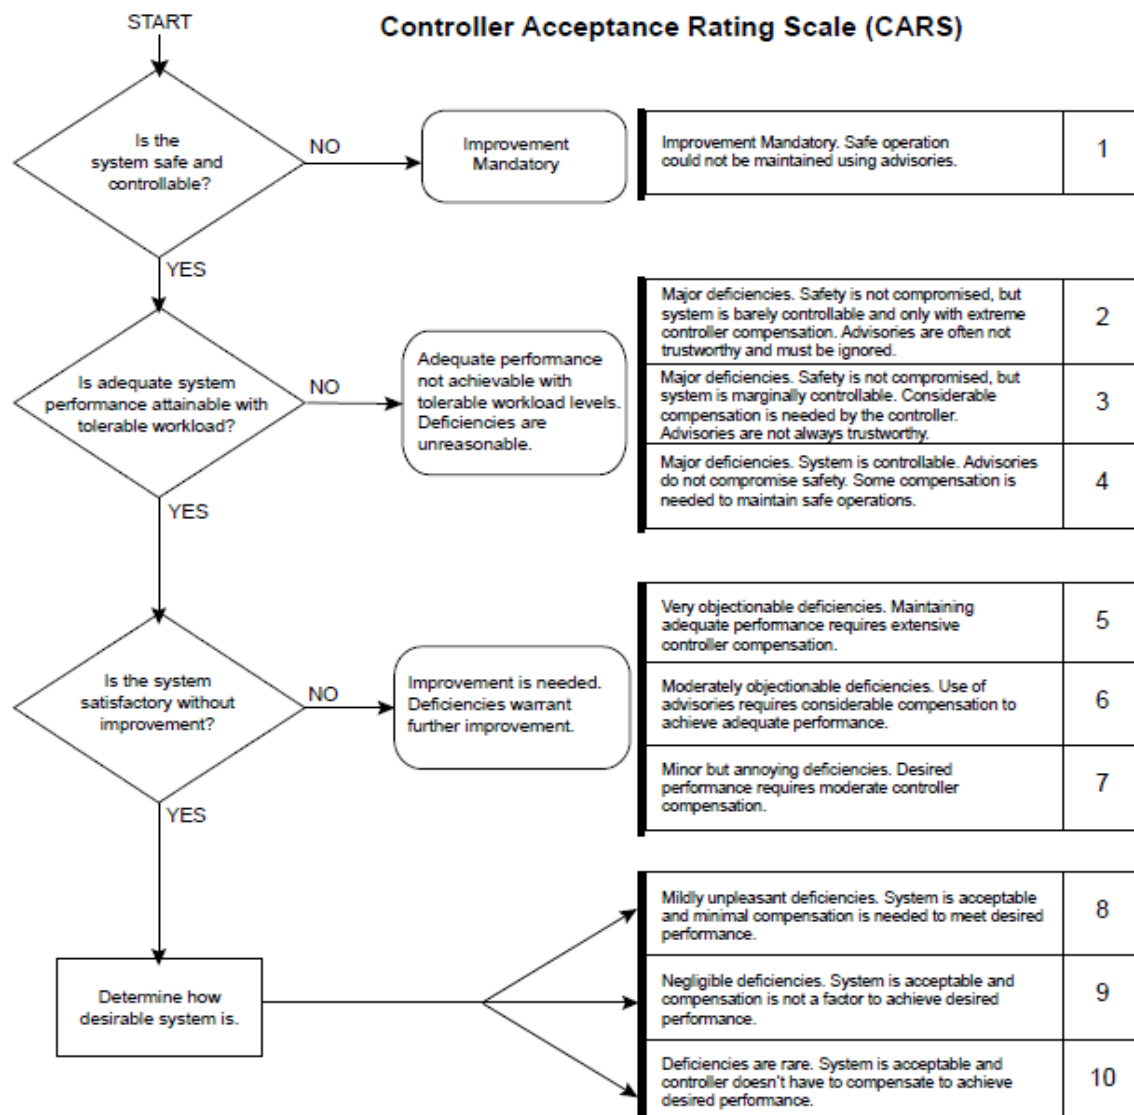 START
Controller Acceptance Rating Scale (CARS)
Is the
system safe and
controllable?
NO
Improvement
Mandatory
Improvement Mandatory. Safe operation
could not be maintained using advisories.
1
YES
Is adequate system
performance attainable with
tolerable workload?
NO
Adequate performance
not achievable with
tolerable workload levels.
Deficiencies are
unreasonable.
Major deficiencies. Safety is not compromised, but
system is barely controllable and only with extreme
controller compensation. Advisories are often not
trustworthy and must be ignored.
2
Major deficiencies. Safety is not compromised, but
system is marginally controllable. Considerable
compensation is needed by the controller.
Advisories are not always trustworthy.
3
Major deficiencies. System is controllable. Advisories
do not compromise safety. Some compensation is
needed to maintain safe operations.
4
YES
Is the system
satisfactory without
improvement?
NO
Improvement is needed.
Deficiencies warrant
further improvement.
Very objectionable deficiencies. Maintaining
adequate performance requires extensive
controller compensation.
5
Moderately objectionable deficiencies. Use of
advisories requires considerable compensation to
achieve adequate performance.
6
Minor but annoying deficiencies. Desired
performance requires moderate controller
compensation.
7
YES
Determine how
desirable system is.
Mildly unpleasant deficiencies. System is acceptable
and minimal compensation is needed to meet desired
performance.
8
Negligible deficiencies. System is acceptable and
compensation is not a factor to achieve desired
performance.
9
Deficiencies are rare. System is acceptable and
controller doesn't have to compensate to achieve
desired performance.
10